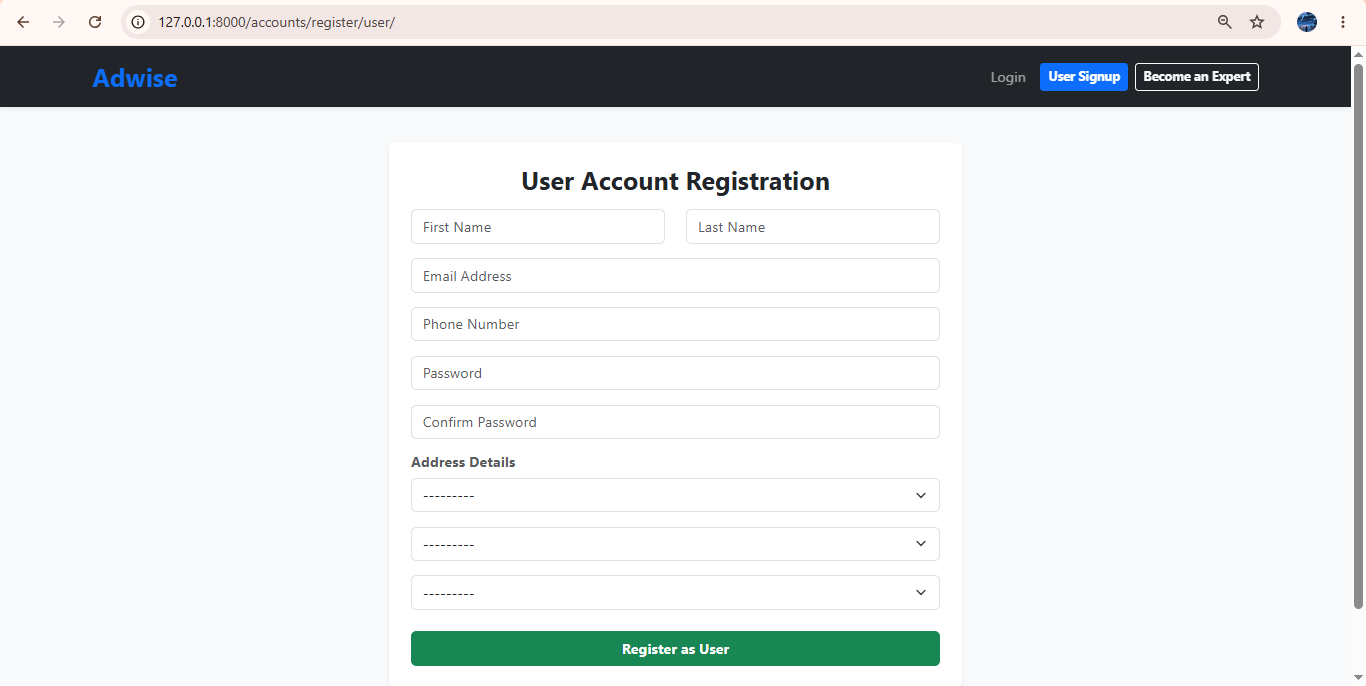 127.0.0.1:8000/accounts/register/user/
Adwise
Login
User Signup
Become an Expert
User Account Registration
First Name
Last Name
Email Address
Phone Number
Password
Confirm Password
Address Details
---------
---------
---------
Register as User